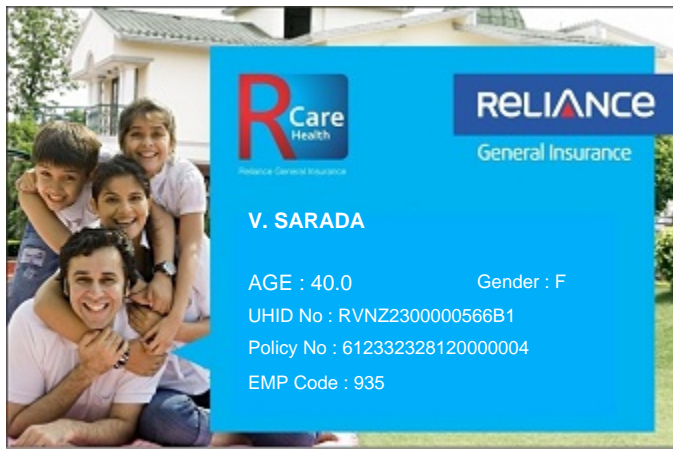 R Care
Health
Reliance General Insurance
RELIANCE
General Insurance
V. SARADA
AGE : 40.0 Gender : F
UHID No : RVNZ2300000566B1
Policy No : 612332328120000004
EMP Code : 935